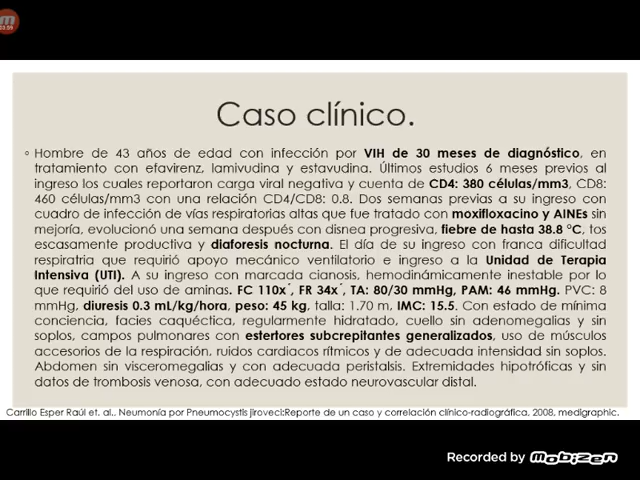 Caso clínico.
◦ Hombre de 43 años de edad con infección por VIH de 30 meses de diagnóstico, en
tratamiento con efavirenz, lamivudina y estavudina. Últimos estudios 6 meses previos al
ingreso los cuales reportaron carga viral negativa y cuenta de CD4: 380 células/mm3, CD8:
460 células/mm3 con una relación CD4/CD8: 0.8. Dos semanas previas a su ingreso con
cuadro de infección de vías respiratorias altas que fue tratado con moxifloxacino y AINEs sin
mejoría, evolucionó una semana después con disnea progresiva, fiebre de hasta 38.8 °C, tos
escasamente productiva y diaforesis nocturna. El día de su ingreso con franca dificultad
respiratria que requirió apoyo mecánico ventilatorio e ingreso a la Unidad de Terapia
Intensiva (UTI). A su ingreso con marcada cianosis, hemodinámicamente inestable por lo
que requirió del uso de aminas. FC 110x´, FR 34x´, TA: 80/30 mmHg, PAM: 46 mmHg. PVC: 8
mmHg, diuresis 0.3 mL/kg/hora, peso: 45 kg, talla: 1.70 m, IMC: 15.5. Con estado de mínima
conciencia, facies caquéctica, regularmente hidratado, cuello sin adenomegalias y sin
soplos, campos pulmonares con estertores subcrepitantes generalizados, uso de músculos
accesorios de la respiración, ruidos cardiacos rítmicos y de adecuada intensidad sin soplos.
Abdomen sin visceromegalias y con adecuada peristalsis. Extremidades hipotróficas y sin
datos de trombosis venosa, con adecuado estado neurovascular distal.
Carrillo Esper Raúl et. al., Neumonía por Pneumocystis jiroveci:Reporte de un caso y correlación clínico-radiográfica, 2008, medigraphic.
Recorded by Mobizen